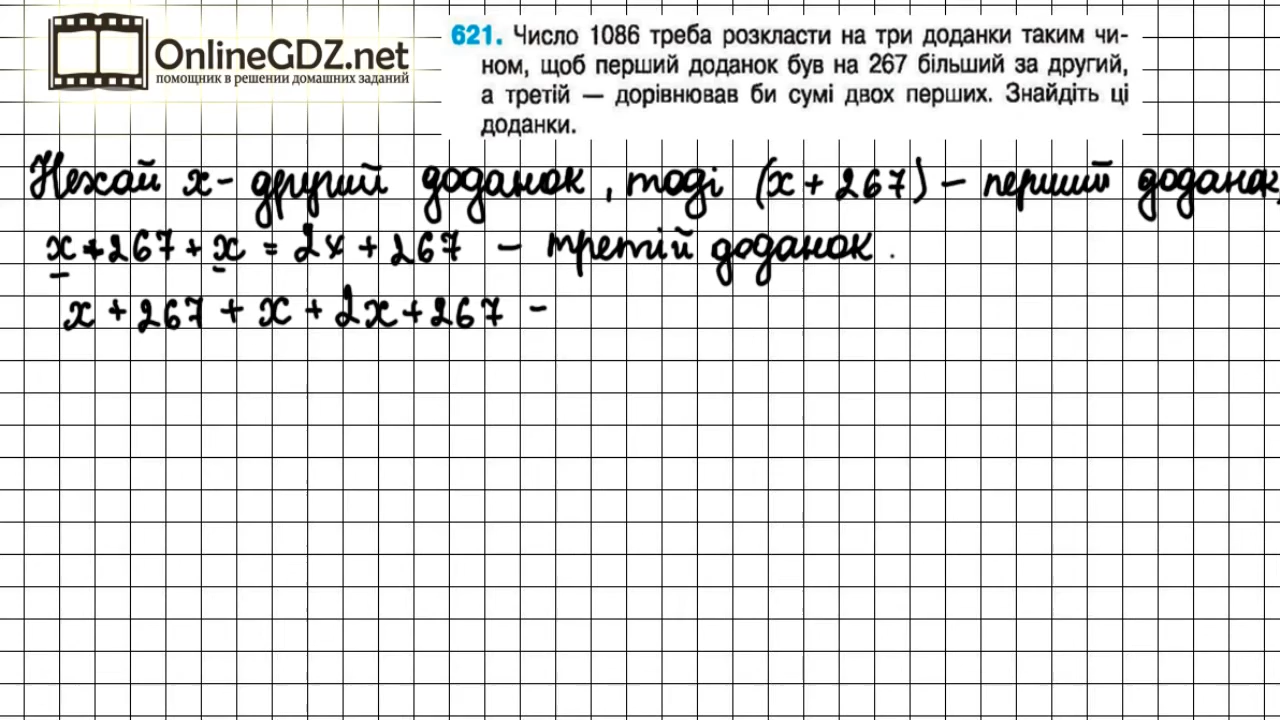 OnlineGDZ.net
помощник в решении домашних заданий
621. Число 1086 треба розкласти на три доданки таким чи-
ном, щоб перший доданок був на 267 більший за другий,
а третій — дорівнював би сумі двох перших. Знайдіть ці
доданки.
Нехай x - другий доданок, тоді (x + 267) - перший доданок,
x + 267 + x = 2x + 267 - третій доданок.
x + 267 + x + 2x + 267 -